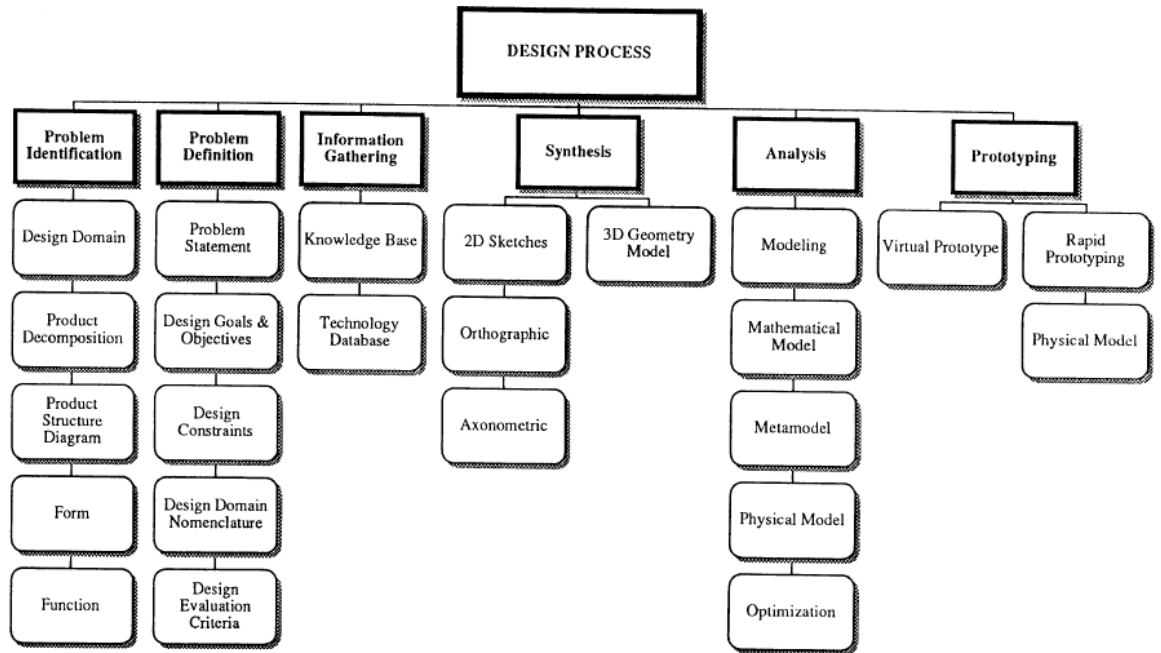 DESIGN PROCESS
Problem
Identification
Problem
Definition
Information
Gathering
Synthesis
Analysis
Prototyping
Design Domain
Problem
Statement
Knowledge Base
2D Sketches
3D Geometry
Model
Modeling
Virtual Prototype
Rapid
Prototyping
Product
Decomposition
Design Goals &
Objectives
Technology
Database
Orthographic
Mathematical
Model
Physical Model
Product
Structure
Diagram
Design
Constraints
Axonometric
Metamodel
Form
Design Domain
Nomenclature
Physical Model
Function
Design
Evaluation
Criteria
Optimization